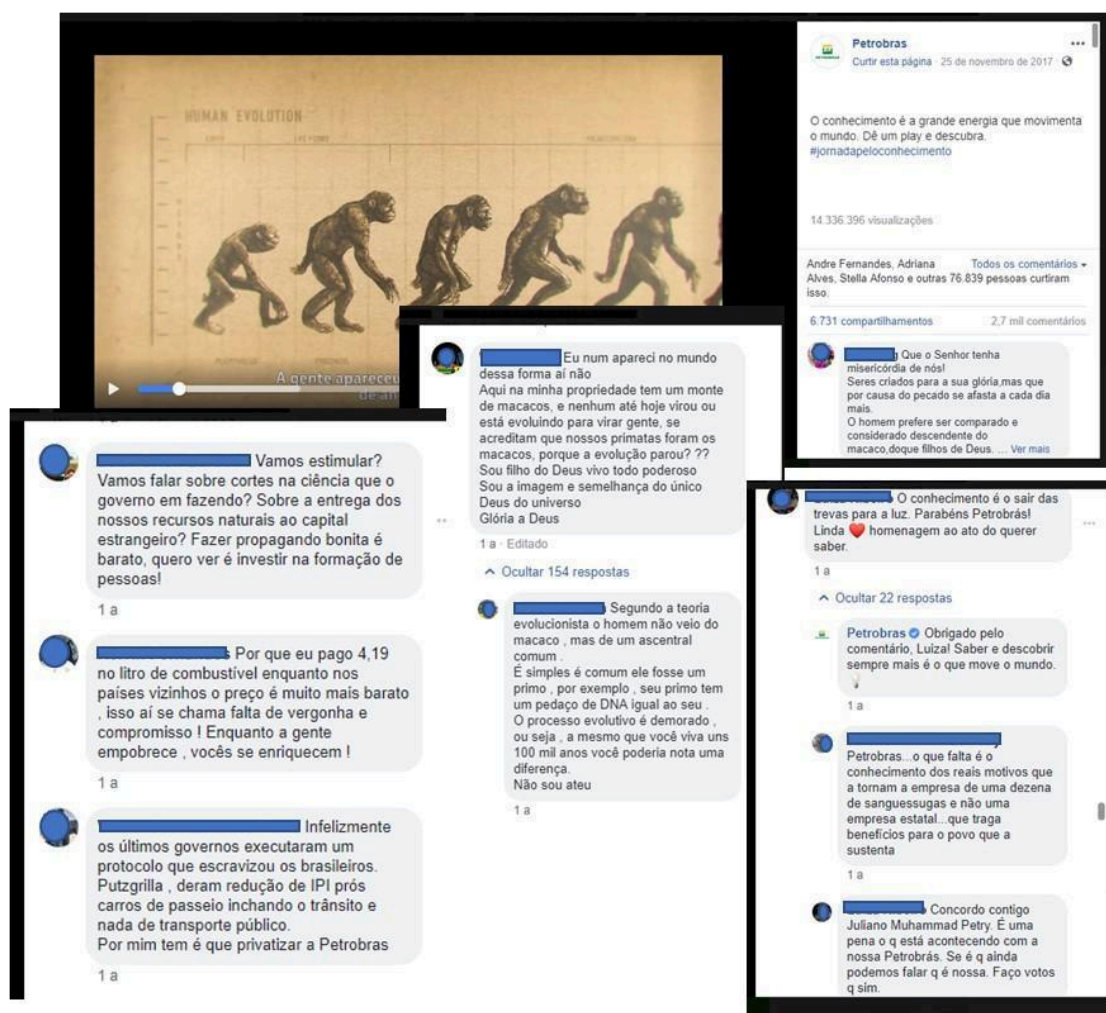 HUMAN EVOLUTION
A gente apareceu
Petrobras
Curtir esta página · 25 de novembro de 2017
O conhecimento é a grande energia que movimenta
o mundo. Dê um play e descubra.
#jornadapeloconhecimento
14.336.396 visualizações
Andre Fernandes, Adriana
Todos os comentários
Alves, Stella Afonso e outras 76.839 pessoas curtiram
isso.
6.731 compartilhamentos
2,7 mil comentários
Que o Senhor tenha
misericórdia de nós!
Seres criados para a sua glória,mas que
por causa do pecado se afasta a cada dia
mais.
O homem prefere ser comparado e
considerado descendente do
macaco,doque filhos de Deus. ... Ver mais
Vamos estimular?
Vamos falar sobre cortes na ciência que o
governo em fazendo? Sobre a entrega dos
nossos recursos naturais ao capital
estrangeiro? Fazer propagando bonita é
barato, quero ver é investir na formação de
pessoas!
1 a
Por que eu pago 4,19
no litro de combustível enquanto nos
países vizinhos o preço é muito mais barato
, isso aí se chama falta de vergonha e
compromisso ! Enquanto a gente
empobrece , vocês se enriquecem !
1 a
Infelizmente
os últimos governos executaram um
protocolo que escravizou os brasileiros.
Putzgrilla , deram redução de IPI prós
carros de passeio inchando o trânsito e
nada de transporte público.
Por mim tem é que privatizar a Petrobras
1 a
Eu num apareci no mundo
dessa forma aí não
Aqui na minha propriedade tem um monte
de macacos, e nenhum até hoje virou ou
está evoluindo para virar gente, se
acreditam que nossos primatas foram os
macacos, porque a evolução parou? ??
Sou filho do Deus vivo todo poderoso
Sou a imagem e semelhança do único
Deus do universo
Glória a Deus
1 a · Editado
Ocultar 154 respostas
Segundo a teoria
evolucionista o homem não veio do
macaco , mas de um ascentral
comum .
É simples é comum ele fosse um
primo , por exemplo , seu primo tem
um pedaço de DNA igual ao seu .
O processo evolutivo é demorado ,
ou seja , a mesmo que você viva uns
100 mil anos você poderia nota uma
diferença.
Não sou ateu
1 a
O conhecimento é o sair das
trevas para a luz. Parabéns Petrobrás!
Linda ❤ homenagem ao ato do querer
saber.
1 a
Ocultar 22 respostas
Petrobras Obrigado pelo
comentário, Luiza! Saber e descobrir
sempre mais é o que move o mundo.
1 a
Petrobras...o que falta é o
conhecimento dos reais motivos que
a tornam a empresa de uma dezena
de sanguessugas e não uma
empresa estatal...que traga
benefícios para o povo que a
sustenta
1 a
Concordo contigo
Juliano Muhammad Petry. É uma
pena o q está acontecendo com a
nossa Petrobrás. Se é q ainda
podemos falar q é nossa. Faço votos
q sim.